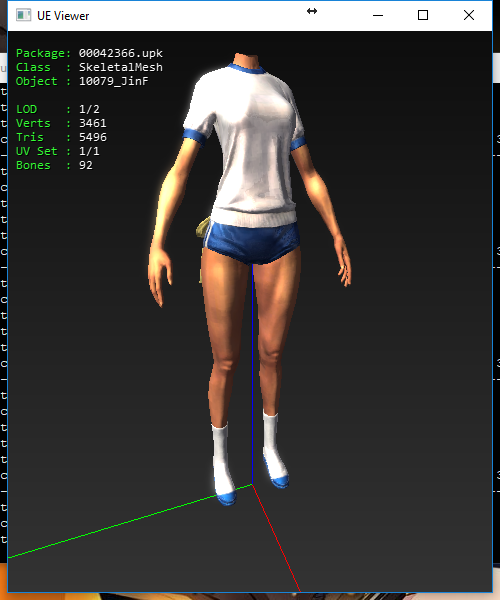 UE Viewer
Package: 00042366.upk
Class : SkeletalMesh
Object : 10079_JinF
LOD : 1/2
Verts : 3461
Tris : 5496
UV Set : 1/1
Bones : 92